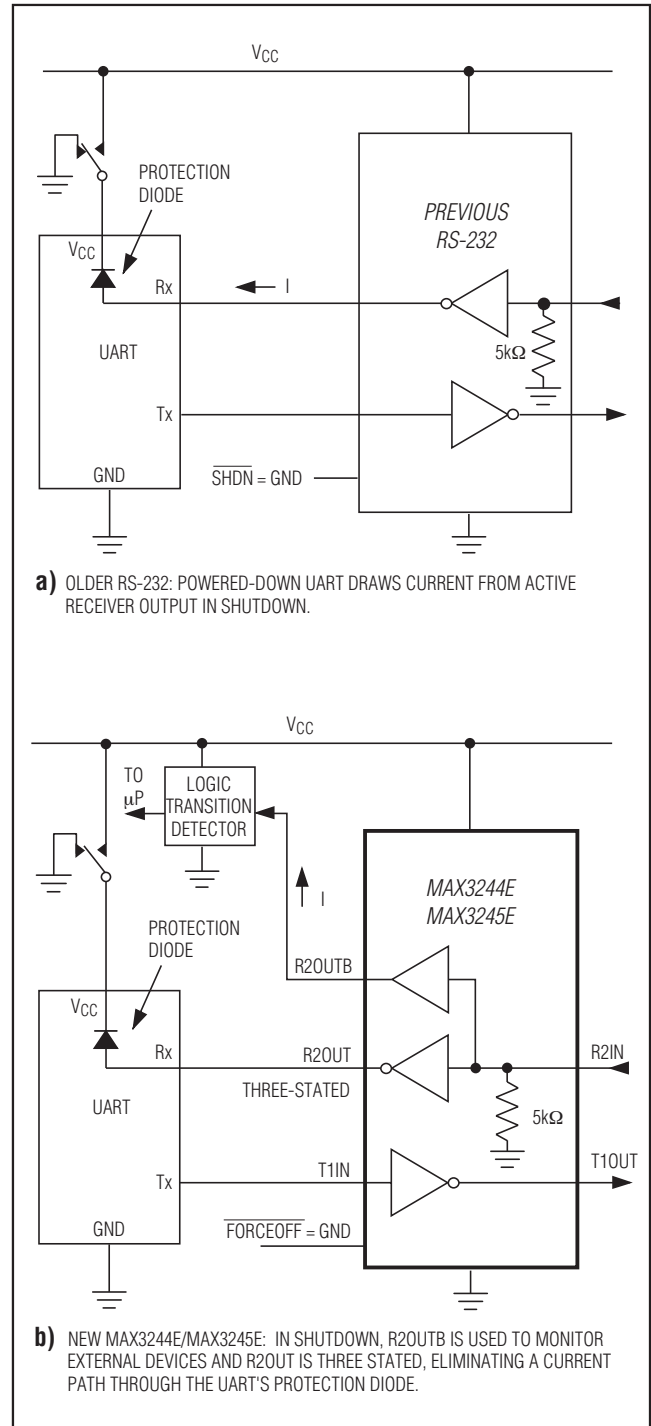 VCC
PROTECTION
DIODE
PREVIOUS
RS-232
VCC
Rx
I
5kΩ
UART
Tx
GND
SHDN = GND
a) OLDER RS-232: POWERED-DOWN UART DRAWS CURRENT FROM ACTIVE
RECEIVER OUTPUT IN SHUTDOWN.
VCC
TO
µP
LOGIC
TRANSITION
DETECTOR
MAX3244E
MAX3245E
I
PROTECTION
DIODE
R2OUTB
VCC
Rx
R2OUT
R2IN
THREE-STATED
UART
5kΩ
T1OUT
Tx
T1IN
GND
FORCEOFF = GND
b) NEW MAX3244E/MAX3245E: IN SHUTDOWN, R2OUTB IS USED TO MONITOR
EXTERNAL DEVICES AND R2OUT IS THREE STATED, ELIMINATING A CURRENT
PATH THROUGH THE UART'S PROTECTION DIODE.